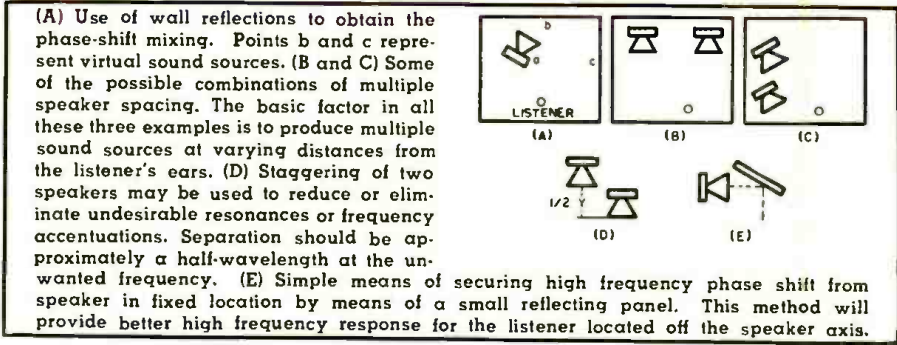 (A) Use of wall reflections to obtain the
phase-shift mixing. Points b and c repre-
sent virtual sound sources. (B and C) Some
of the possible combinations of multiple
speaker spacing. The basic factor in all
these three examples is to produce multiple
sound sources at varying distances from
the listener's ears. (D) Staggering of two
speakers may be used to reduce or elim-
inate undesirable resonances or frequency
accentuations. Separation should be ap-
proximately a half-wavelength at the un-
wanted frequency. (E) Simple means of securing high frequency phase shift from
speaker in fixed location by means of a small reflecting panel. This method will
provide better high frequency response for the listener located off the speaker axis.
b
a
c
LISTENER
(A)
(B)
(C)
1/2
(D)
(E)